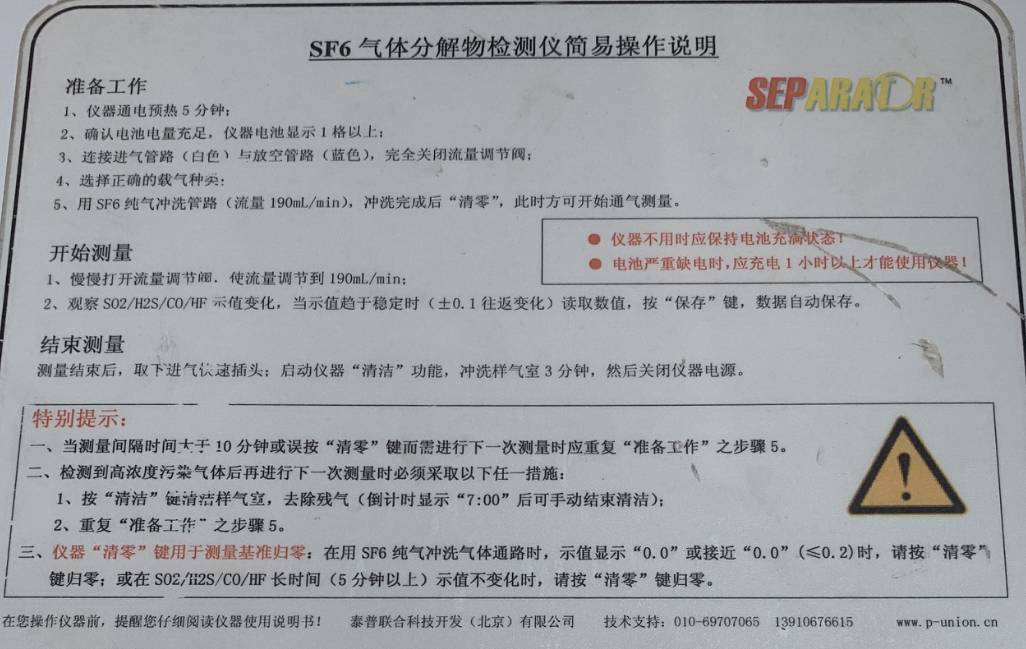 SF6 气体分解物检测仪简易操作说明
SEPARATOR™
准备工作
1、仪器通电预热 5 分钟；
2、确认电池电量充足，仪器电池显示 1 格以上；
3、连接进气管路（白色）与放空管路（蓝色），完全关闭流量调节阀；
4、选择正确的载气种类；
5、用 SF6 纯气冲洗管路（流量 190mL/min），冲洗完成后“清零”，此时方可开始通气测量。
● 仪器不用时应保持电池充满状态！
● 电池严重缺电时，应充电 1 小时以上才能使用仪器！
开始测量
1、慢慢打开流量调节阀，使流量调节到 190mL/min；
2、观察 SO2/H2S/CO/HF 示值变化，当示值趋于稳定时（±0.1 往返变化）读取数值，按“保存”键，数据自动保存。
结束测量
测量结束后，取下进气快速插头；启动仪器“清洁”功能，冲洗样气室 3 分钟，然后关闭仪器电源。
特别提示：
一、当测量间隔时间大于 10 分钟或误按“清零”键而需进行下一次测量时应重复“准备工作”之步骤 5。
二、检测到高浓度污染气体后再进行下一次测量时必须采取以下任一措施：
1、按“清洁”键清洁样气室，去除残气（倒计时显示“7:00”后可手动结束清洁）；
2、重复“准备工作”之步骤 5。
三、仪器“清零”键用于测量基准归零：在用 SF6 纯气冲洗气体通路时，示值显示“0.0”或接近“0.0”(≤0.2)时，请按“清零”
键归零；或在 SO2/H2S/CO/HF 长时间（5 分钟以上）示值不变化时，请按“清零”键归零。
在您操作仪器前，提醒您仔细阅读仪器使用说明书！ 泰普联合科技开发（北京）有限公司 技术支持：010-69707065 13910676615 www.p-union.cn